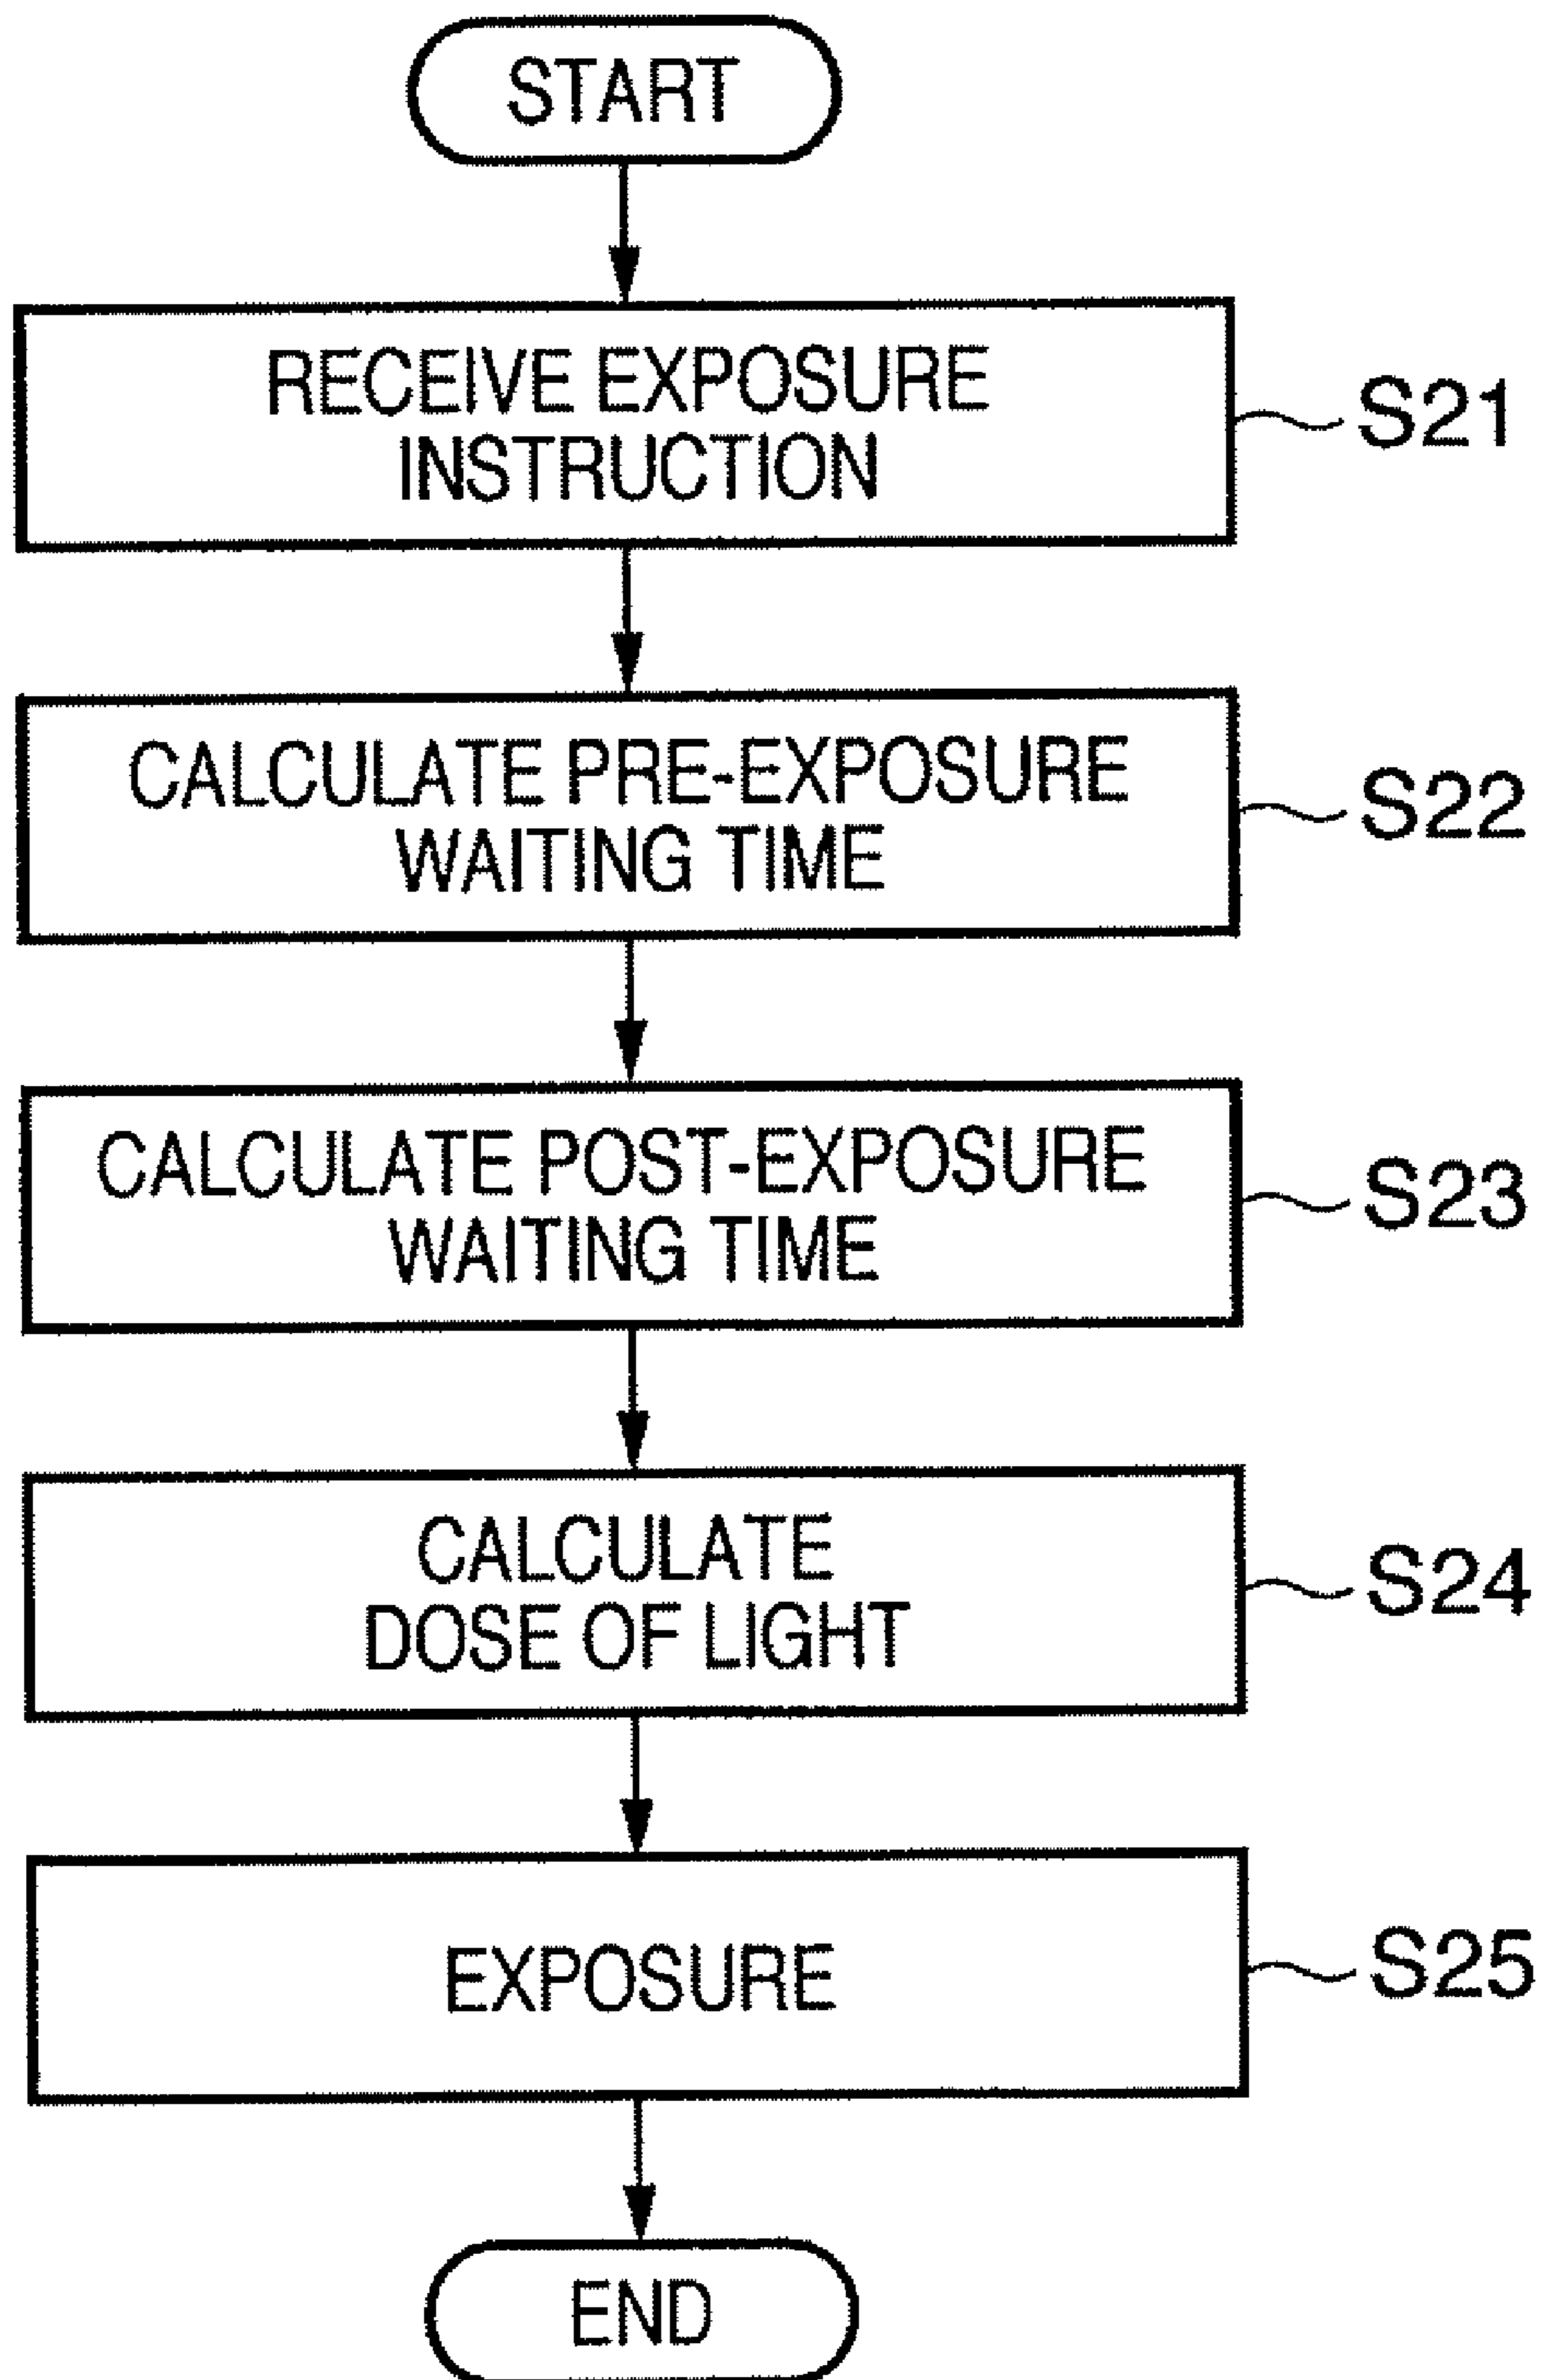 START
RECEIVE EXPOSURE
INSTRUCTION
S21
CALCULATE PRE-EXPOSURE
WAITING TIME
S22
CALCULATE POST-EXPOSURE
WAITING TIME
S23
CALCULATE
DOSE OF LIGHT
S24
EXPOSURE
S25
END